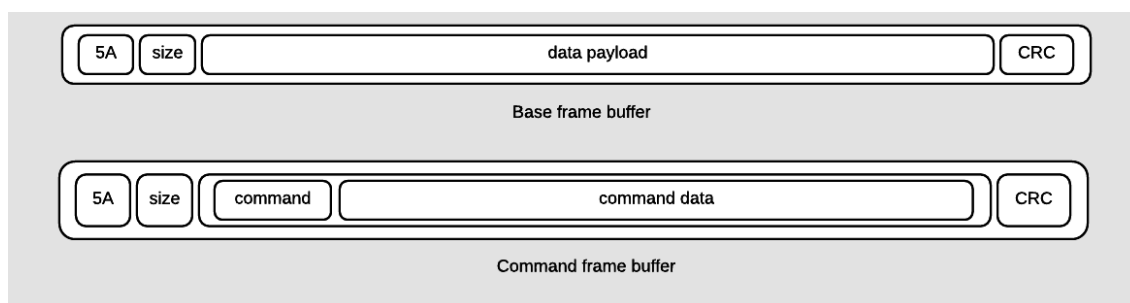 5A size data payload CRC
Base frame buffer
5A size command command data CRC
Command frame buffer